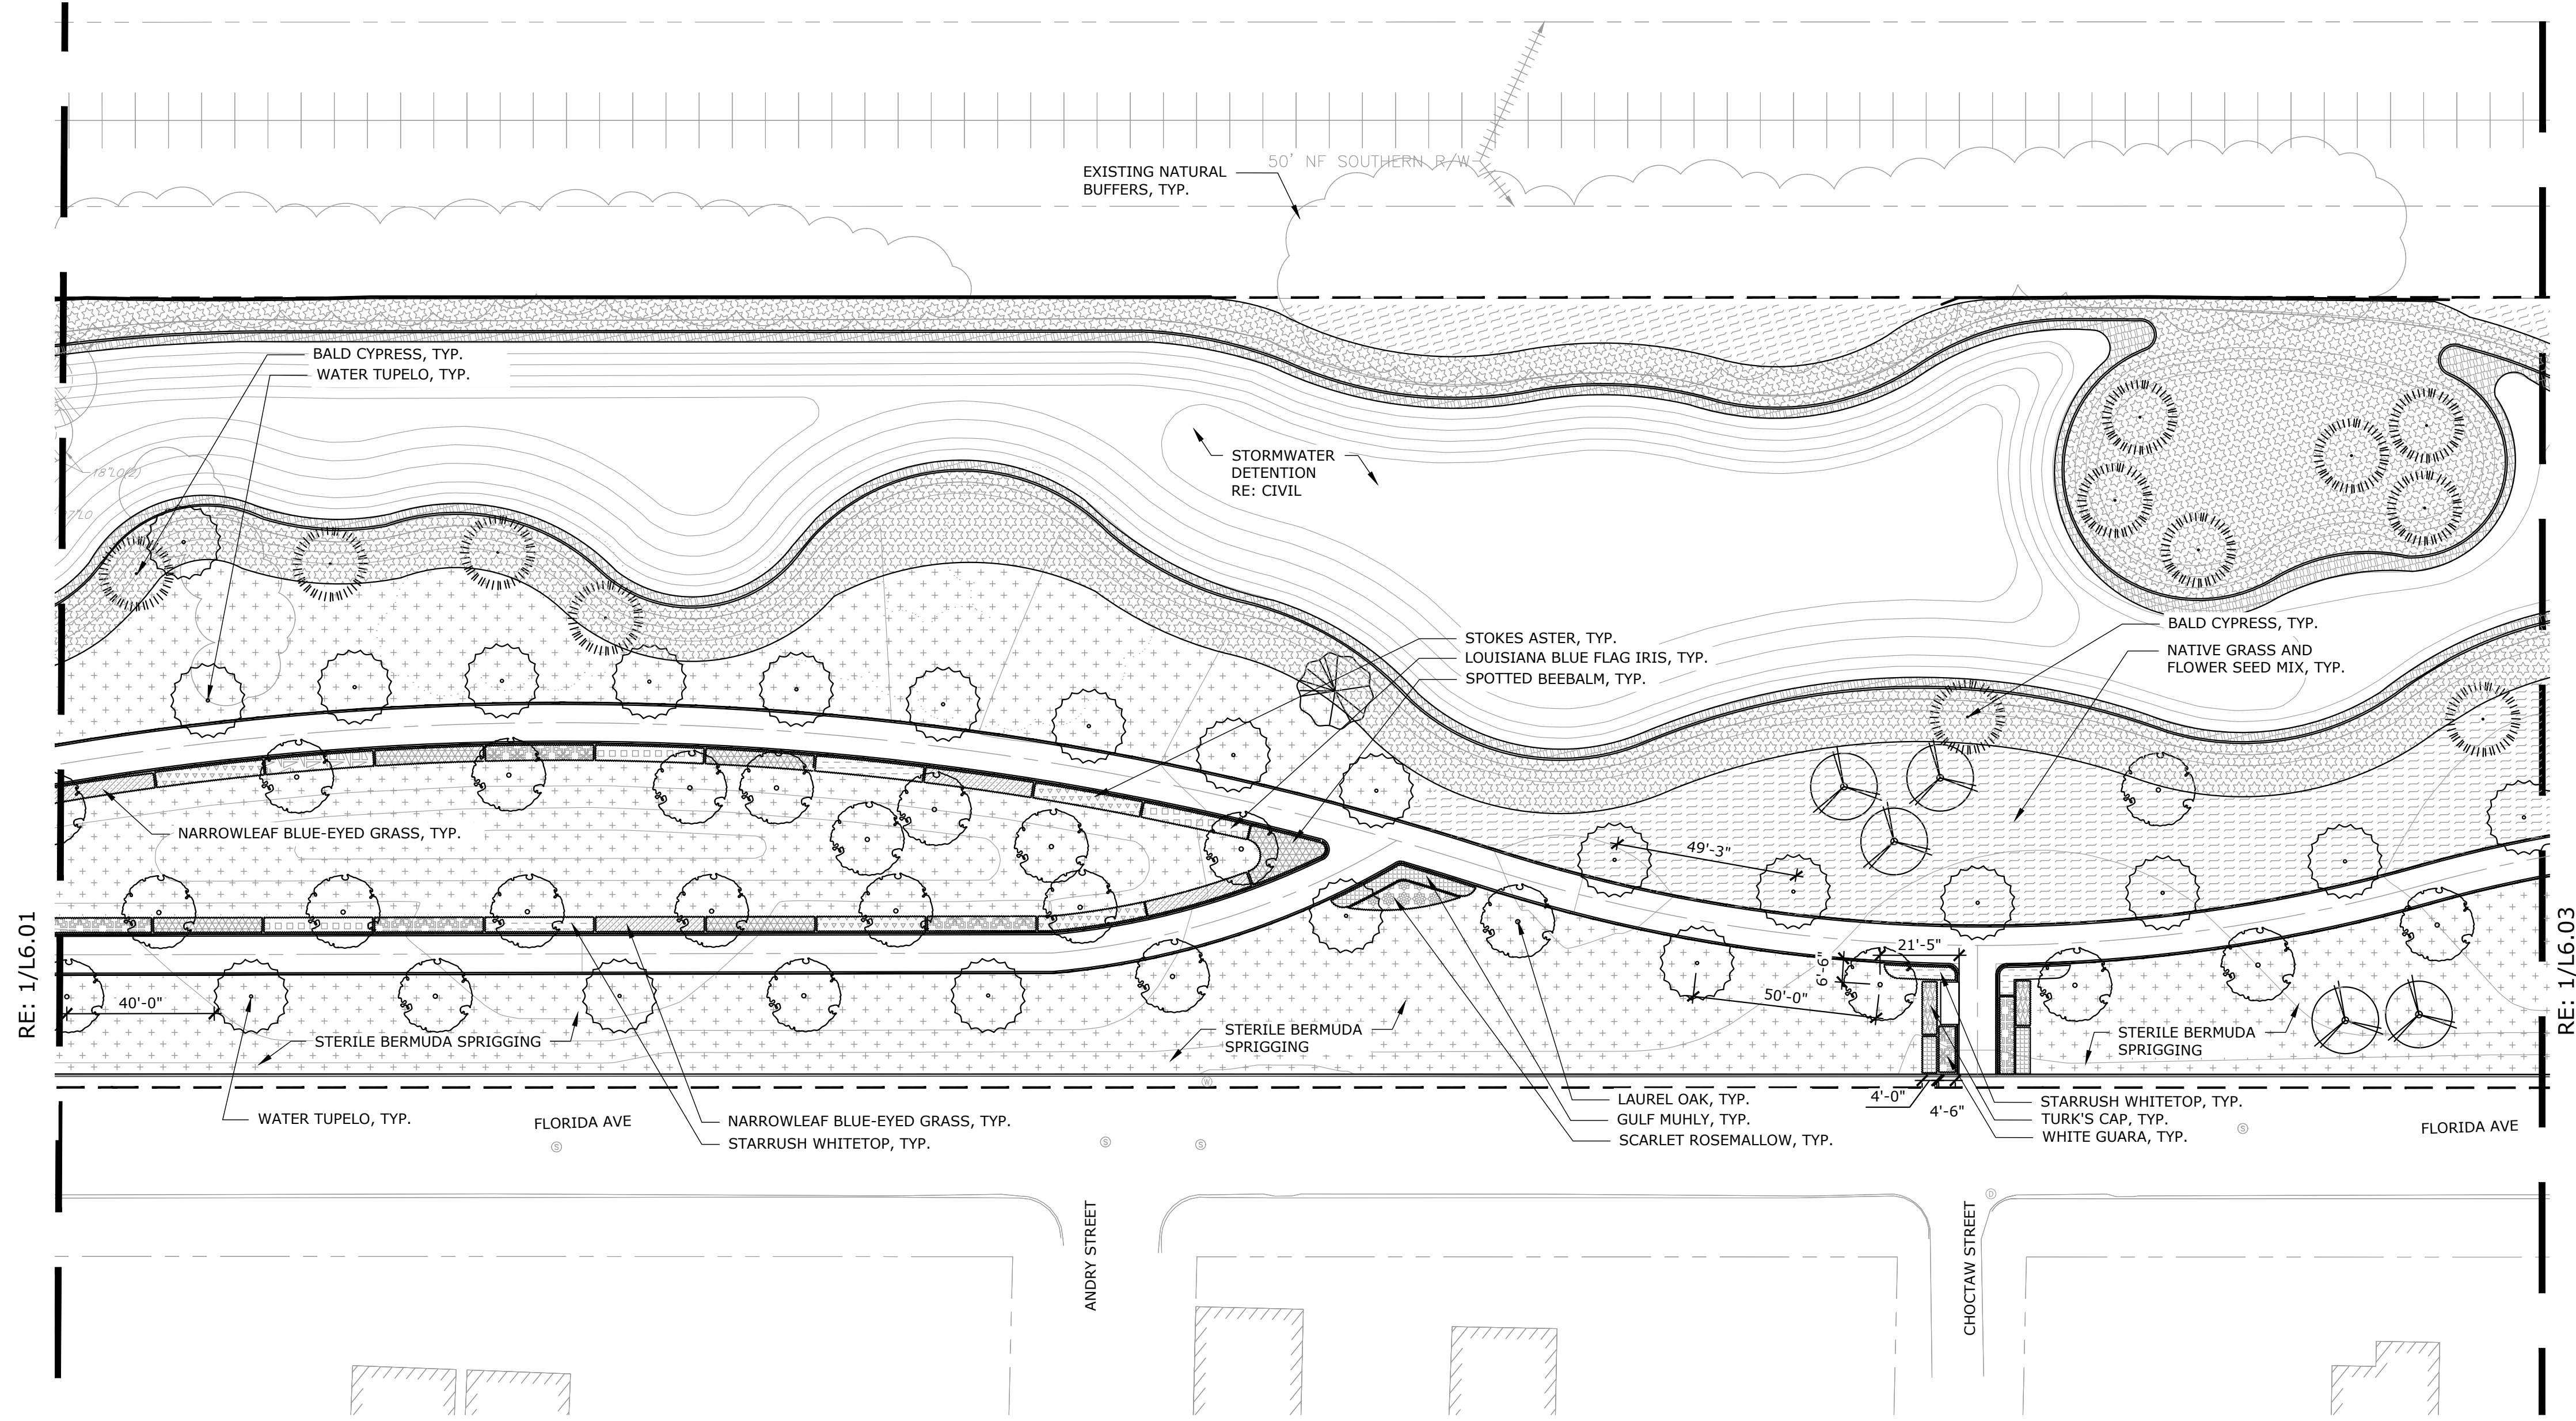 50' NF SOUTHERN R/W
EXISTING NATURAL
BUFFERS, TYP.
BALD CYPRESS, TYP.
WATER TUPELO, TYP.
18"LO(2)
STORMWATER
DETENTION
RE: CIVIL
STOKES ASTER, TYP.
LOUISIANA BLUE FLAG IRIS, TYP.
SPOTTED BEEBALM, TYP.
BALD CYPRESS, TYP.
NATIVE GRASS AND
FLOWER SEED MIX, TYP.
NARROWLEAF BLUE-EYED GRASS, TYP.
49'-3"
RE: 1/L6.01
RE: 1/L6.03
21'-5"
6'-6"
50'-0"
40'-0"
STERILE BERMUDA SPRIGGING
STERILE BERMUDA
SPRIGGING
STERILE BERMUDA
SPRIGGING
W
4'-0"
4'-6"
WATER TUPELO, TYP.
FLORIDA AVE
NARROWLEAF BLUE-EYED GRASS, TYP.
STARRUSH WHITETOP, TYP.
LAUREL OAK, TYP.
GULF MUHLY, TYP.
SCARLET ROSEMALLOW, TYP.
STARRUSH WHITETOP, TYP.
TURK'S CAP, TYP.
WHITE GUARA, TYP.
FLORIDA AVE
S
S
S
S
D
ANDRY STREET
CHOCTAW STREET